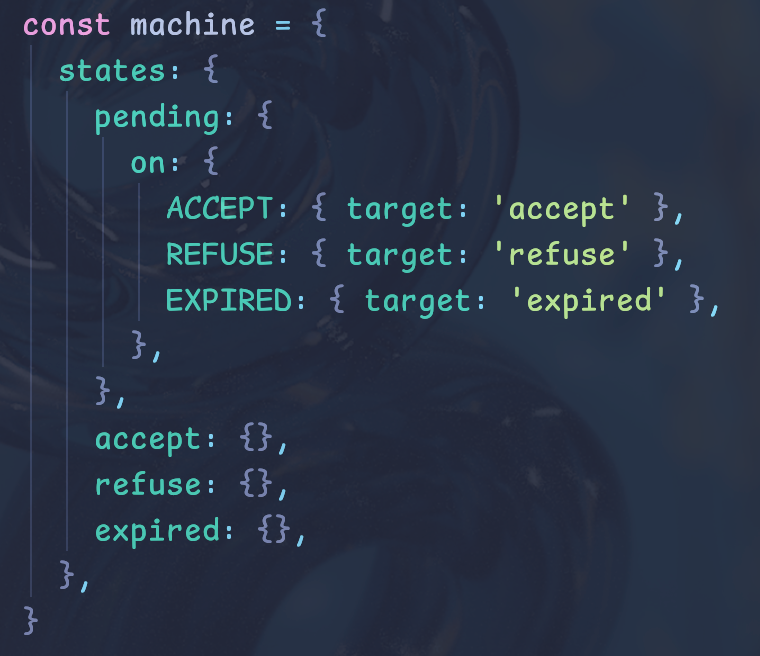 const machine = {
  states: {
    pending: {
      on: {
        ACCEPT: { target: 'accept' },
        REFUSE: { target: 'refuse' },
        EXPIRED: { target: 'expired' },
      },
    },
    accept: {},
    refuse: {},
    expired: {},
  },
}